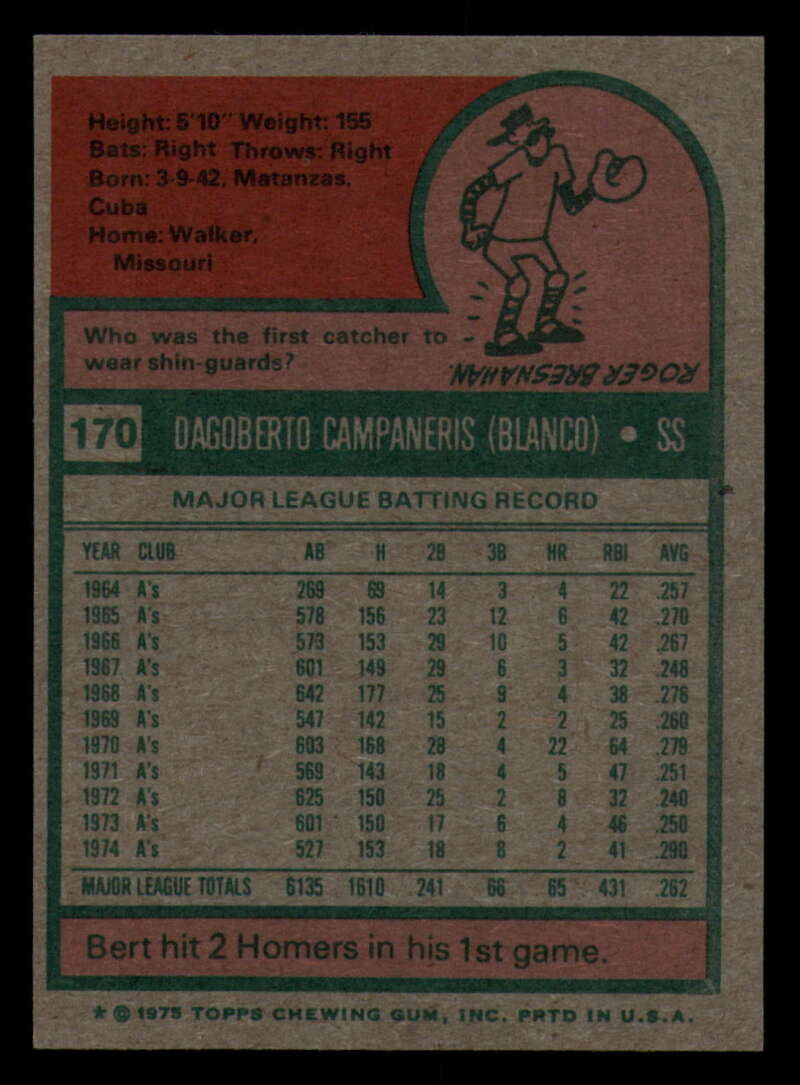 Height: 5'10" Weight: 155
Bats: Right Throws: Right
Born: 3-9-42, Matanzas,
Cuba
Home: Walker,
Missouri
Who was the first catcher to
wear shin-guards?
ROGER BRESNAHAN.
170 DAGOBERTO CAMPANERIS (BLANCO) • SS
MAJOR LEAGUE BATTING RECORD
YEAR CLUB AB H 2B 3B HR RBI AVG
1964 A's 269 69 14 3 4 22 .257
1965 A's 578 156 23 12 6 42 .270
1966 A's 573 153 29 10 5 42 .267
1967 A's 601 149 29 6 3 32 .248
1968 A's 642 177 25 9 4 38 .276
1969 A's 547 142 15 2 2 25 .260
1970 A's 603 168 28 4 22 64 .279
1971 A's 569 143 18 4 5 47 .251
1972 A's 625 150 25 2 8 32 .240
1973 A's 601 150 17 6 4 46 .250
1974 A's 527 153 18 8 2 41 .290
MAJOR LEAGUE TOTALS 6135 1610 241 66 65 431 .262
Bert hit 2 Homers in his 1st game.
* © 1975 TOPPS CHEWING GUM, INC. PRTD IN U.S.A.